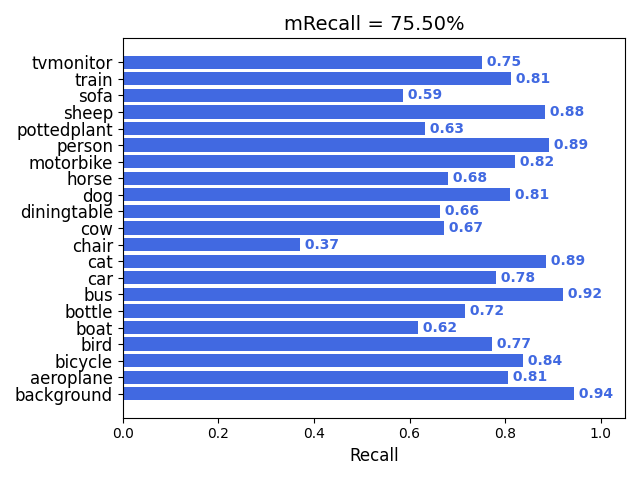 mRecall = 75.50%
tvmonitor 0.75
train 0.81
sofa 0.59
sheep 0.88
pottedplant 0.63
person 0.89
motorbike 0.82
horse 0.68
dog 0.81
diningtable 0.66
cow 0.67
chair 0.37
cat 0.89
car 0.78
bus 0.92
bottle 0.72
boat 0.62
bird 0.77
bicycle 0.84
aeroplane 0.81
background 0.94
0.0 0.2 0.4 0.6 0.8 1.0
Recall